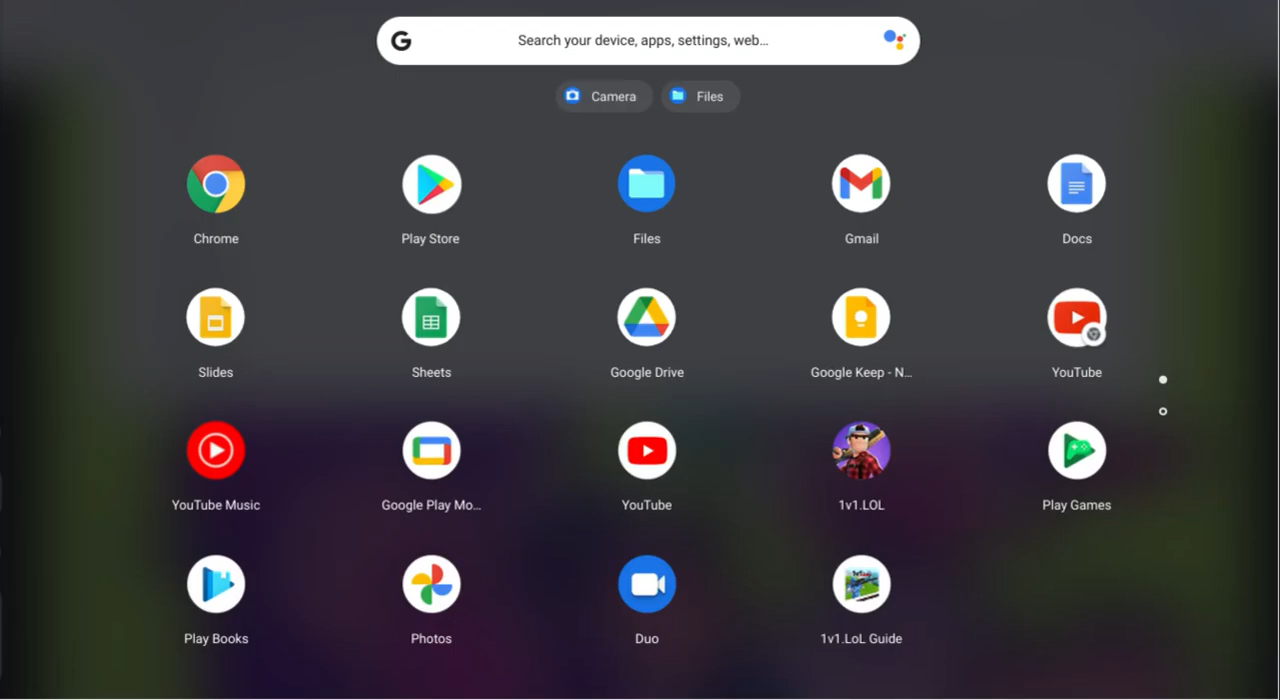 Search your device, apps, settings, web...
Camera
Files
Chrome
Play Store
Files
Gmail
Docs
Slides
Sheets
Google Drive
Google Keep - N...
YouTube
YouTube Music
Google Play Mo...
YouTube
1v1.LOL
Play Games
Play Books
Photos
Duo
1v1.LoL Guide